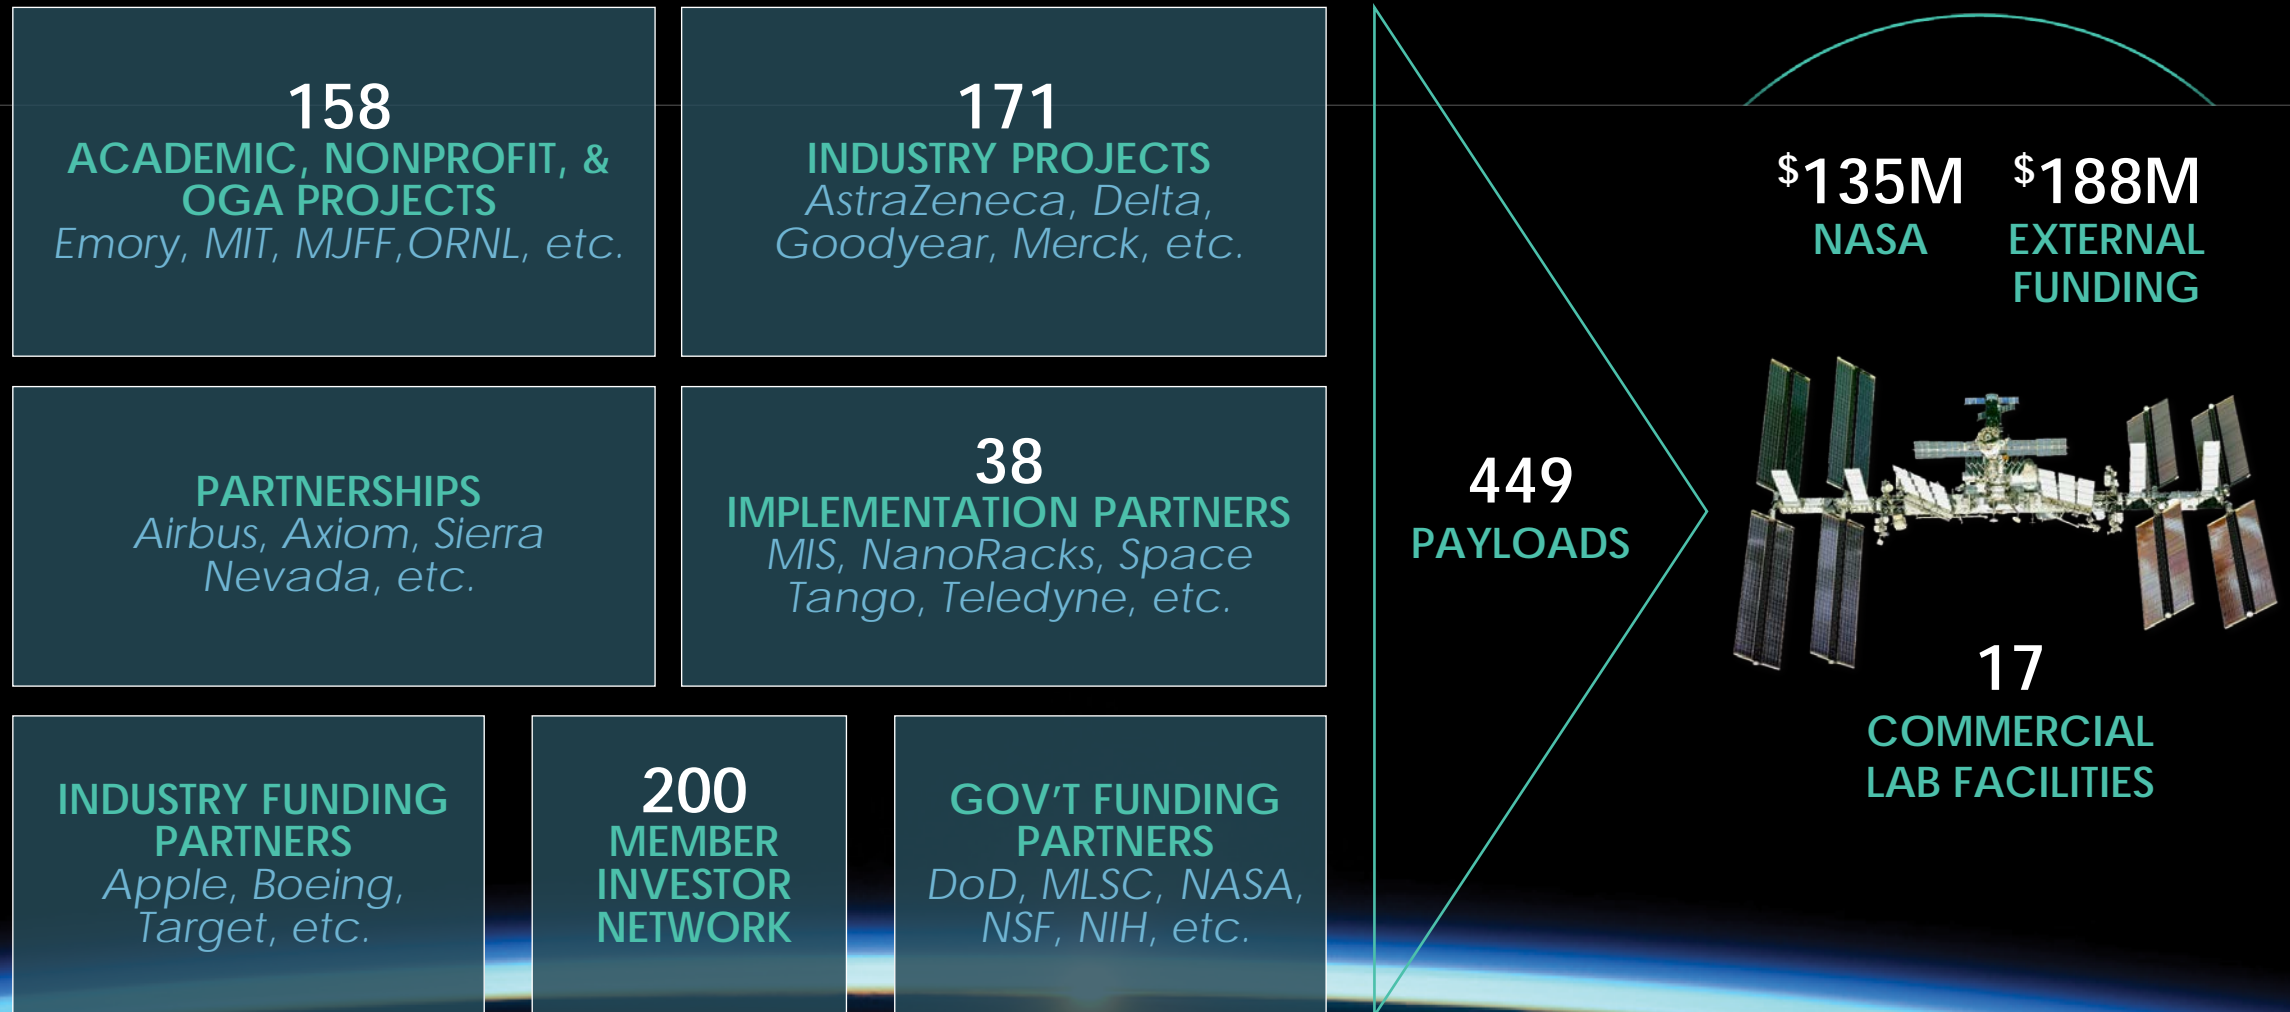 158
ACADEMIC, NONPROFIT, &
OGA PROJECTS
Emory, MIT, MJFF,ORNL, etc.
171
INDUSTRY PROJECTS
AstraZeneca, Delta,
Goodyear, Merck, etc.
PARTNERSHIPS
Airbus, Axiom, Sierra
Nevada, etc.
38
IMPLEMENTATION PARTNERS
MIS, NanoRacks, Space
Tango, Teledyne, etc.
INDUSTRY FUNDING
PARTNERS
Apple, Boeing,
Target, etc.
200
MEMBER
INVESTOR
NETWORK
GOV'T FUNDING
PARTNERS
DoD, MLSC, NASA,
NSF, NIH, etc.
449
PAYLOADS
$135M
NASA
$188M
EXTERNAL
FUNDING
17
COMMERCIAL
LAB FACILITIES